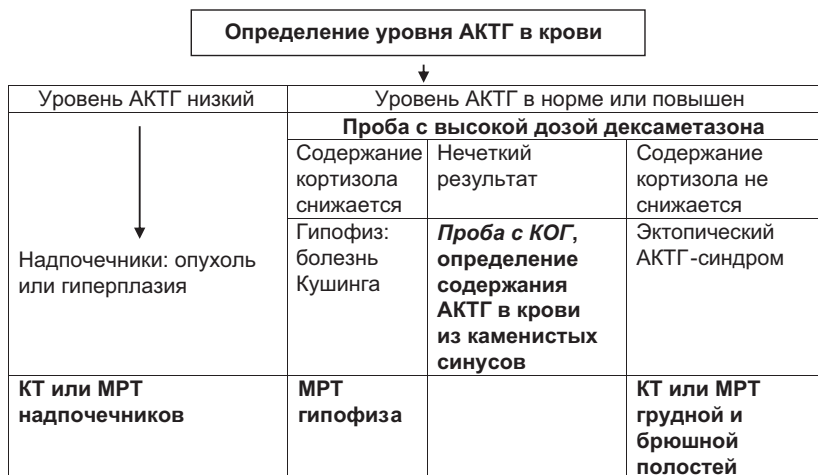 Определение уровня АКТГ в крови
Уровень АКТГ низкий
Уровень АКТГ в норме или повышен
Проба с высокой дозой дексаметазона
Содержание
кортизола
снижается
Нечеткий
результат
Содержание
кортизола не
снижается
Надпочечники: опухоль
или гиперплазия
Гипофиз:
болезнь
Кушинга
Проба с КОГ,
определение
содержания
АКТГ в крови
из каменистых
синусов
Эктопический
АКТГ-синдром
КТ или МРТ
надпочечников
МРТ
гипофиза
КТ или МРТ
грудной и
брюшной
полостей